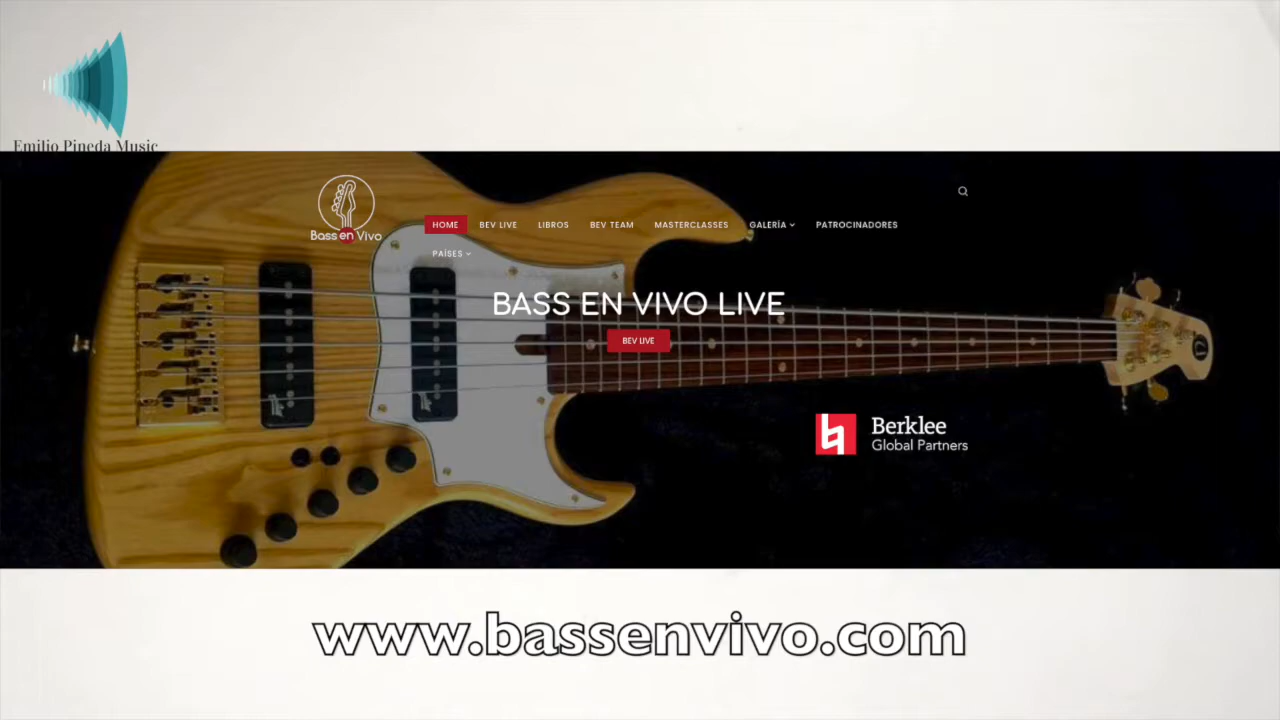 Emilio Pineda Music
Bass en Vivo
HOME BEV LIVE LIBROS BEV TEAM MASTERCLASSES GALERÍA PATROCINADORES
PAÍSES
BASS EN VIVO LIVE
BEV LIVE
Berklee
Global Partners
www.bassenvivo.com